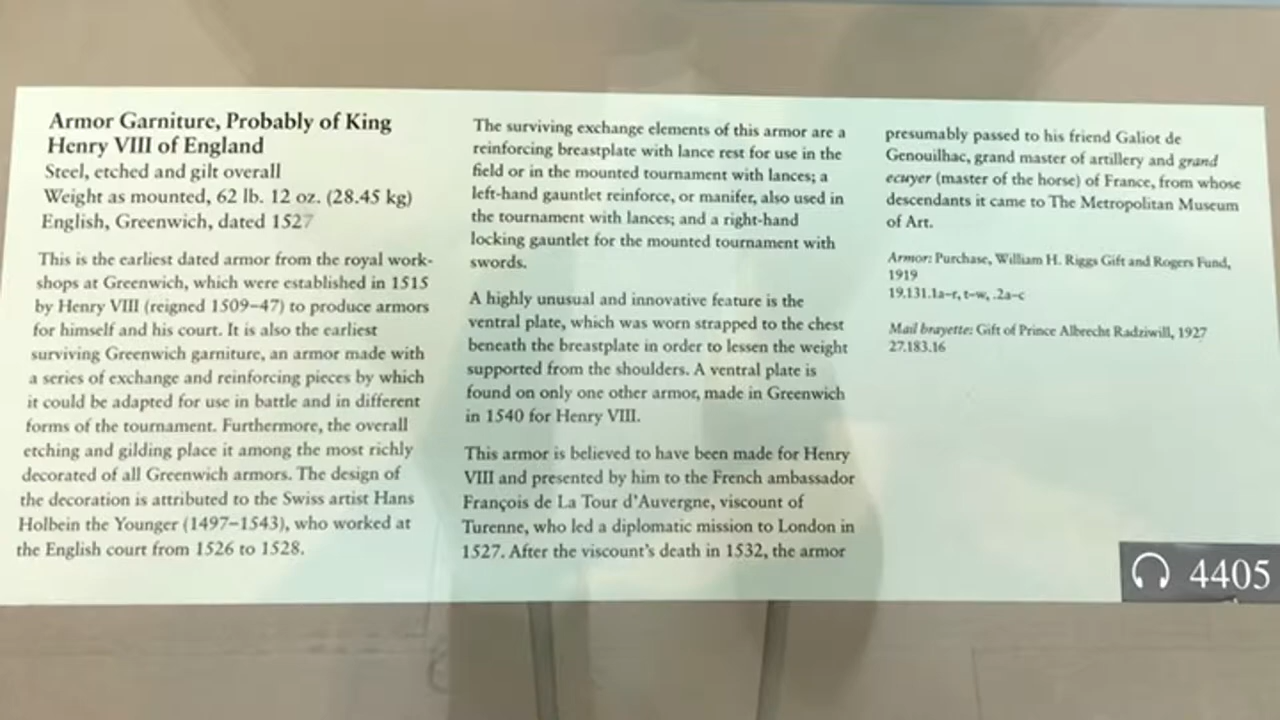 Armor Garniture, Probably of King
Henry VIII of England
Steel, etched and gilt overall
Weight as mounted, 62 lb. 12 oz. (28.45 kg)
English, Greenwich, dated 1527
This is the earliest dated armor from the royal work-
shops at Greenwich, which were established in 1515
by Henry VIII (reigned 1509–47) to produce armors
for himself and his court. It is also the earliest
surviving Greenwich garniture, an armor made with
a series of exchange and reinforcing pieces by which
it could be adapted for use in battle and in different
forms of the tournament. Furthermore, the overall
etching and gilding place it among the most richly
decorated of all Greenwich armors. The design of
the decoration is attributed to the Swiss artist Hans
Holbein the Younger (1497–1543), who worked at
the English court from 1526 to 1528.
The surviving exchange elements of this armor are a
reinforcing breastplate with lance rest for use in the
field or in the mounted tournament with lances; a
left-hand gauntlet reinforce, or manifer, also used in
the tournament with lances; and a right-hand
locking gauntlet for the mounted tournament with
swords.
A highly unusual and innovative feature is the
ventral plate, which was worn strapped to the chest
beneath the breastplate in order to lessen the weight
supported from the shoulders. A ventral plate is
found on only one other armor, made in Greenwich
in 1540 for Henry VIII.
This armor is believed to have been made for Henry
VIII and presented by him to the French ambassador
François de La Tour d'Auvergne, viscount of
Turenne, who led a diplomatic mission to London in
1527. After the viscount's death in 1532, the armor
presumably passed to his friend Galiot de
Genouilhac, grand master of artillery and grand
ecuyer (master of the horse) of France, from whose
descendants it came to The Metropolitan Museum
of Art.
Armor: Purchase, William H. Riggs Gift and Rogers Fund,
1919
19.131.1a–r, t–w, .2a–c
Mail brayette: Gift of Prince Albrecht Radziwill, 1927
27.183.16
4405